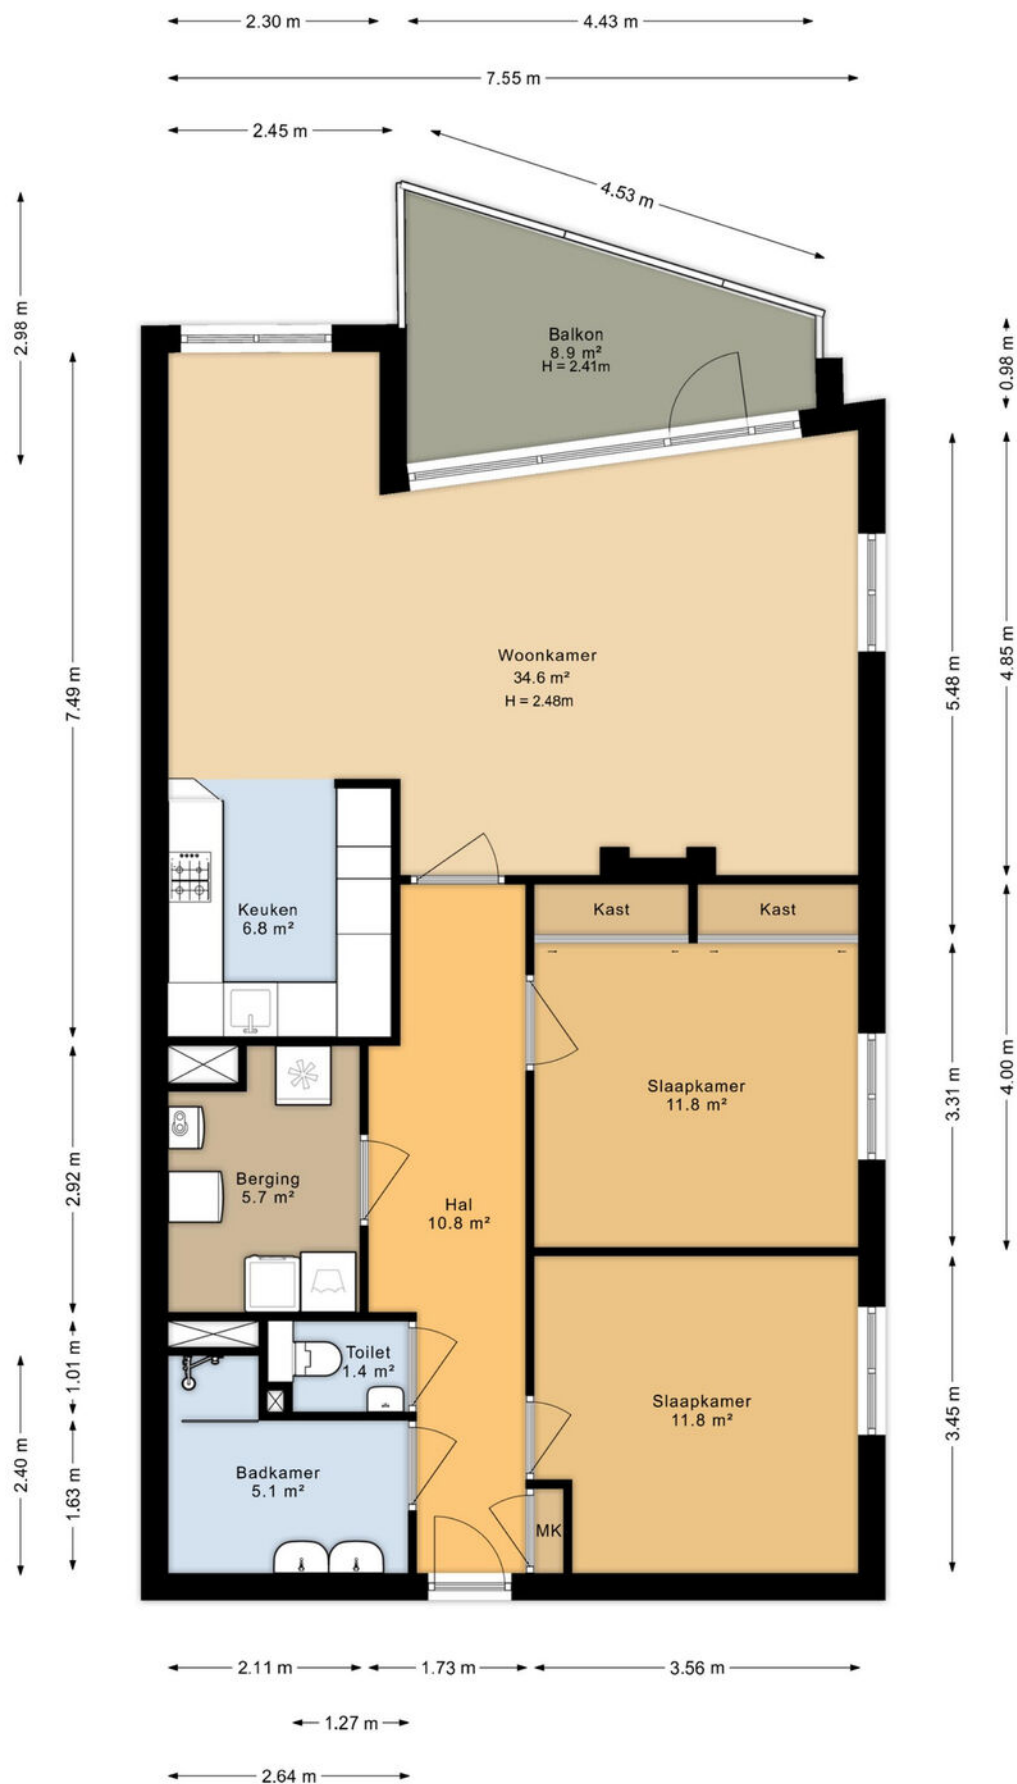 2.30 m
4.43 m
7.55 m
2.45 m
4.53 m
2.98 m
0.98 m
Balkon
8.9 m²
H = 2.41m
7.49 m
Woonkamer
34.6 m²
H = 2.48m
5.48 m
4.85 m
Keuken
6.8 m²
Kast
Kast
Slaapkamer
11.8 m²
3.31 m
4.00 m
2.92 m
Berging
5.7 m²
Hal
10.8 m²
1.01 m
Toilet
1.4 m²
Slaapkamer
11.8 m²
3.45 m
2.40 m
1.63 m
Badkamer
5.1 m²
MK
2.11 m
1.73 m
3.56 m
1.27 m
2.64 m